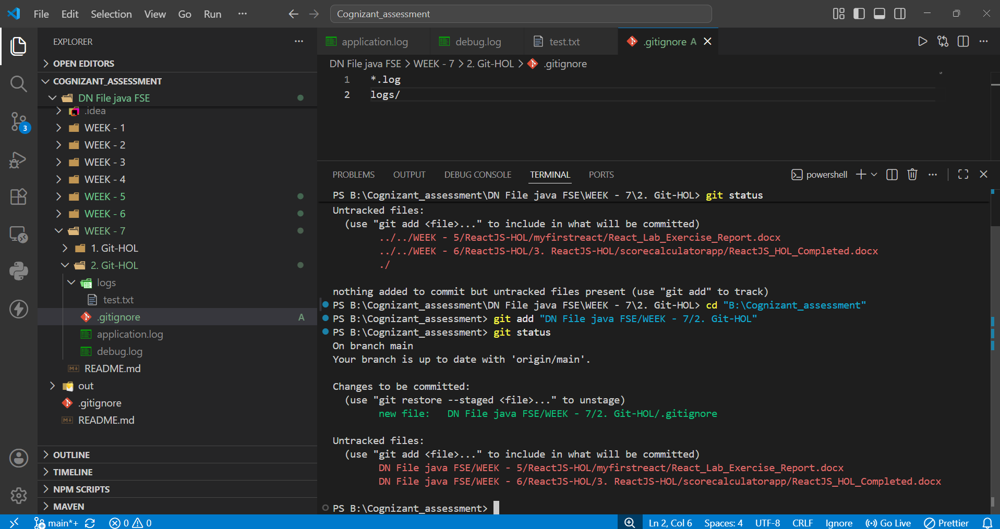 File Edit Selection View Go Run ··· Cognizant_assessment
EXPLORER ···
OPEN EDITORS
COGNIZANT_ASSESSMENT
DN File java FSE
.idea
WEEK - 1
WEEK - 2
WEEK - 3
WEEK - 4
WEEK - 5
WEEK - 6
WEEK - 7
1. Git-HOL
2. Git-HOL
logs
test.txt
.gitignore A
application.log
debug.log
README.md
out
.gitignore
README.md
OUTLINE
TIMELINE
NPM SCRIPTS
MAVEN
3
application.log debug.log test.txt .gitignore A
DN File java FSE > WEEK - 7 > 2. Git-HOL > .gitignore
1 *.log
2 logs/
PROBLEMS OUTPUT DEBUG CONSOLE TERMINAL PORTS powershell
PS B:\Cognizant_assessment\DN File java FSE\WEEK - 7\2. Git-HOL> git status
Untracked files:
(use "git add <file>..." to include in what will be committed)
../../WEEK - 5/ReactJS-HOL/myfirstreact/React_Lab_Exercise_Report.docx
../../WEEK - 6/ReactJS-HOL/3. ReactJS-HOL/scorecalculatorapp/ReactJS_HOL_Completed.docx
./
nothing added to commit but untracked files present (use "git add" to track)
PS B:\Cognizant_assessment\DN File java FSE\WEEK - 7\2. Git-HOL> cd "B:\Cognizant_assessment"
PS B:\Cognizant_assessment> git add "DN File java FSE/WEEK - 7/2. Git-HOL"
PS B:\Cognizant_assessment> git status
On branch main
Your branch is up to date with 'origin/main'.
Changes to be committed:
(use "git restore --staged <file>..." to unstage)
new file:   DN File java FSE/WEEK - 7/2. Git-HOL/.gitignore
Untracked files:
(use "git add <file>..." to include in what will be committed)
DN File java FSE/WEEK - 5/ReactJS-HOL/myfirstreact/React_Lab_Exercise_Report.docx
DN File java FSE/WEEK - 6/ReactJS-HOL/3. ReactJS-HOL/scorecalculatorapp/ReactJS_HOL_Completed.docx
PS B:\Cognizant_assessment>
main*+ 0 0 Ln 2, Col 6 Spaces: 4 UTF-8 CRLF Ignore Go Live Prettier